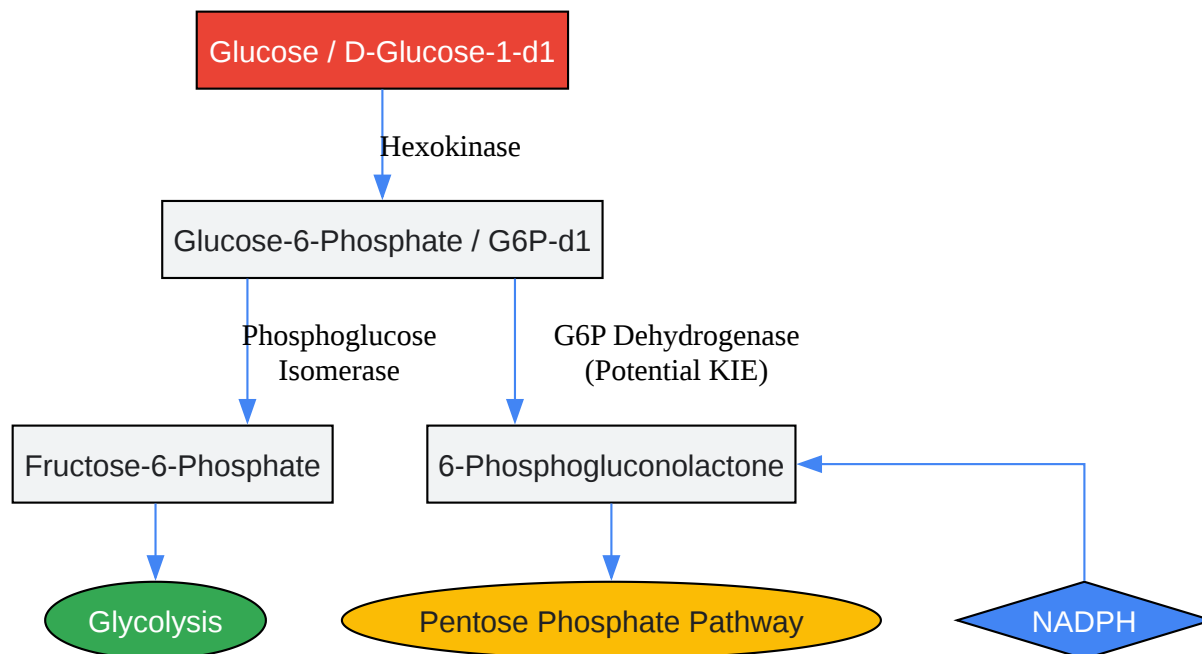 Glucose / D-Glucose-1-d1
Hexokinase
Glucose-6-Phosphate / G6P-d1
Phosphoglucose
Isomerase
G6P Dehydrogenase
(Potential KIE)
Fructose-6-Phosphate
6-Phosphogluconolactone
Glycolysis
Pentose Phosphate Pathway
NADPH